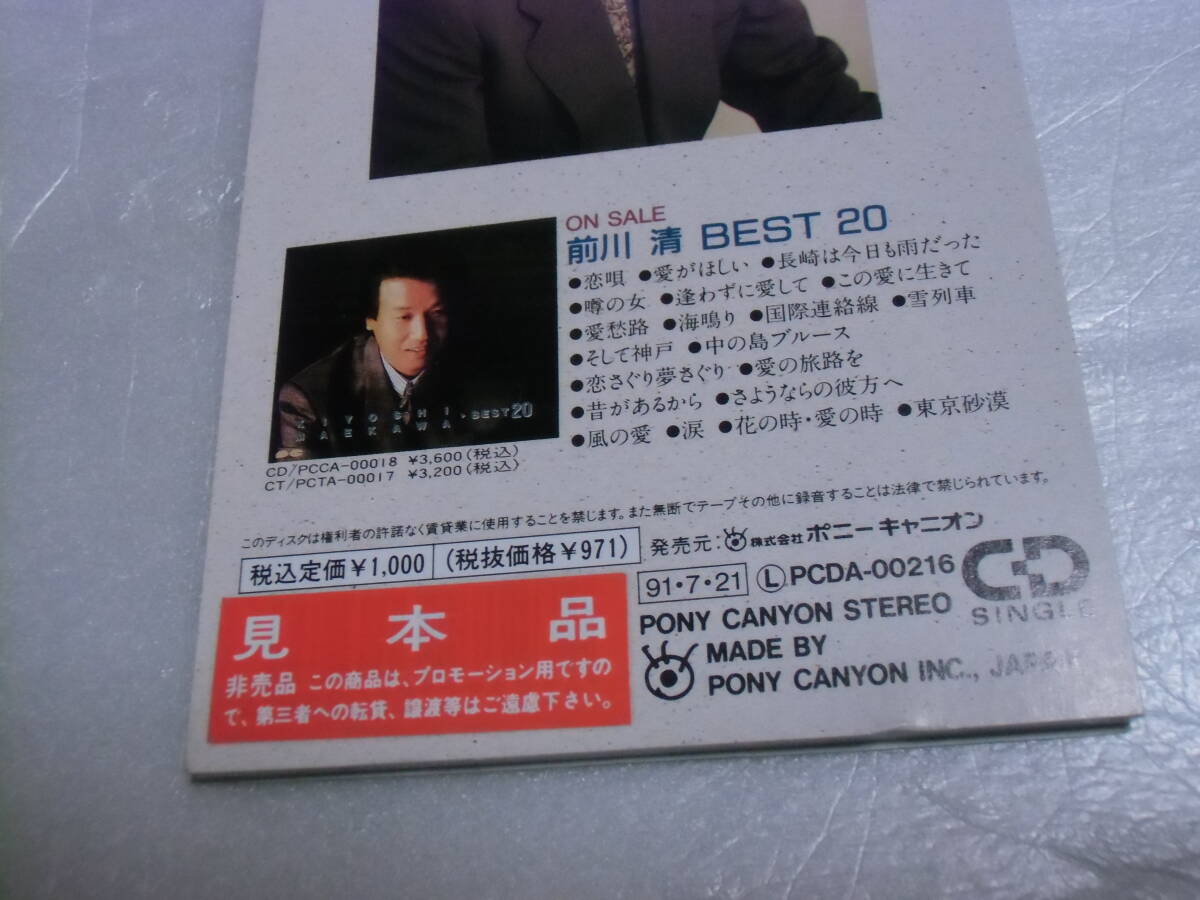 ON SALE
前川 清 BEST 20
●恋唄 ●愛がほしい ●長崎は今日も雨だった
●噂の女 ●逢わずに愛して ●この愛に生きて
●愛愁路 ●海鳴り ●国際連絡線 ●雪列車
●そして神戸 ●中の島ブルース
●恋さぐり夢さぐり ●愛の旅路を
●昔があるから ●さようならの彼方へ
●風の愛 ●涙 ●花の時・愛の時 ●東京砂漠
KIYOSHI
MAEKAWA • BEST20
CD/PCCA-00018 ¥3,600(税込)
CT/PCTA-00017 ¥3,200(税込)
このディスクは権利者の許諾なく賃貸業に使用することを禁じます。また無断でテープその他に録音することは法律で禁じられています。
税込定価¥1,000 (税抜価格¥971) 発売元: 株式会社 ポニーキャニオン
91・7・21 Ⓛ PCDA-00216
CD
SINGLE
PONY CANYON STEREO
MADE BY
PONY CANYON INC., JAPAN
見本品
非売品 この商品は、プロモーション用ですの
で、第三者への転貸、譲渡等はご遠慮下さい。